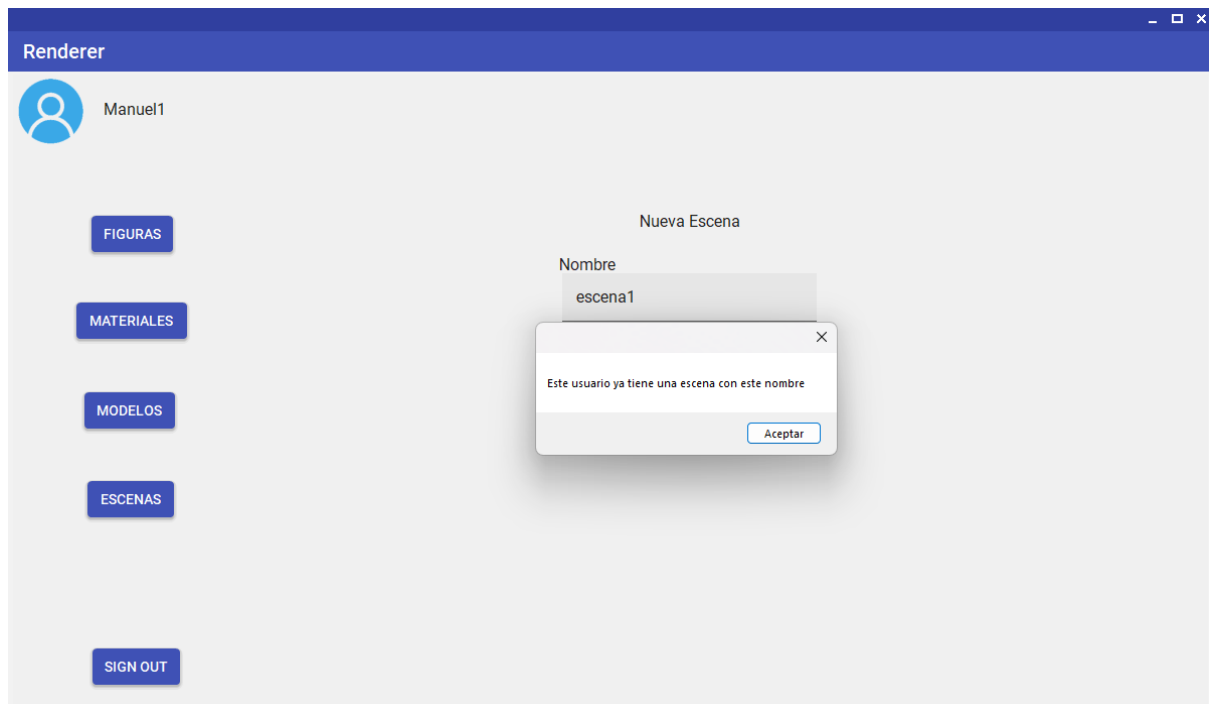 Renderer
Manuel1
FIGURAS
MATERIALES
MODELOS
ESCENAS
SIGN OUT
Nueva Escena
Nombre
escena1
Este usuario ya tiene una escena con este nombre
Aceptar